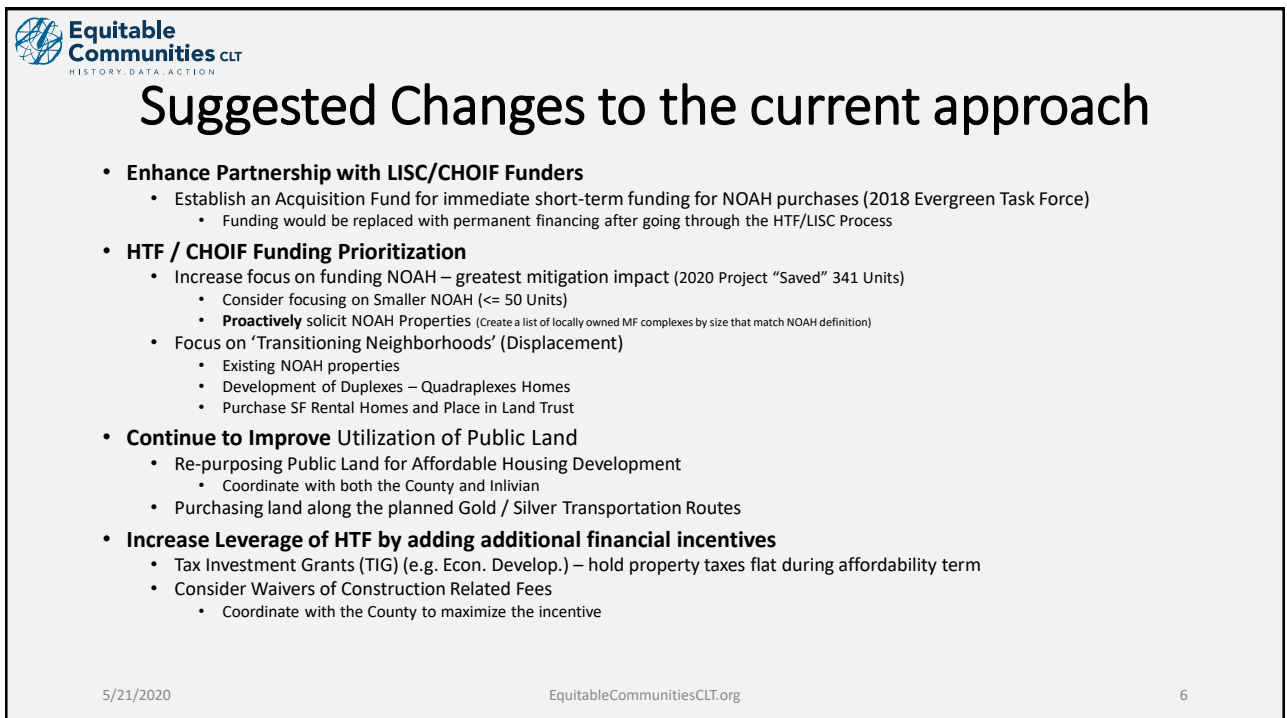 Equitable
Communities CLT
HISTORY.DATA.ACTION
Suggested Changes to the current approach
• Enhance Partnership with LISC/CHOIF Funders
• Establish an Acquisition Fund for immediate short-term funding for NOAH purchases (2018 Evergreen Task Force)
• Funding would be replaced with permanent financing after going through the HTF/LISC Process
• HTF / CHOIF Funding Prioritization
• Increase focus on funding NOAH – greatest mitigation impact (2020 Project “Saved” 341 Units)
• Consider focusing on Smaller NOAH (<= 50 Units)
• Proactively solicit NOAH Properties (Create a list of locally owned MF complexes by size that match NOAH definition)
• Focus on ‘Transitioning Neighborhoods’ (Displacement)
• Existing NOAH properties
• Development of Duplexes – Quadraplexes Homes
• Purchase SF Rental Homes and Place in Land Trust
• Continue to Improve Utilization of Public Land
• Re-purposing Public Land for Affordable Housing Development
• Coordinate with both the County and Inlivian
• Purchasing land along the planned Gold / Silver Transportation Routes
• Increase Leverage of HTF by adding additional financial incentives
• Tax Investment Grants (TIG) (e.g. Econ. Develop.) – hold property taxes flat during affordability term
• Consider Waivers of Construction Related Fees
• Coordinate with the County to maximize the incentive
5/21/2020
EquitableCommunitiesCLT.org
6